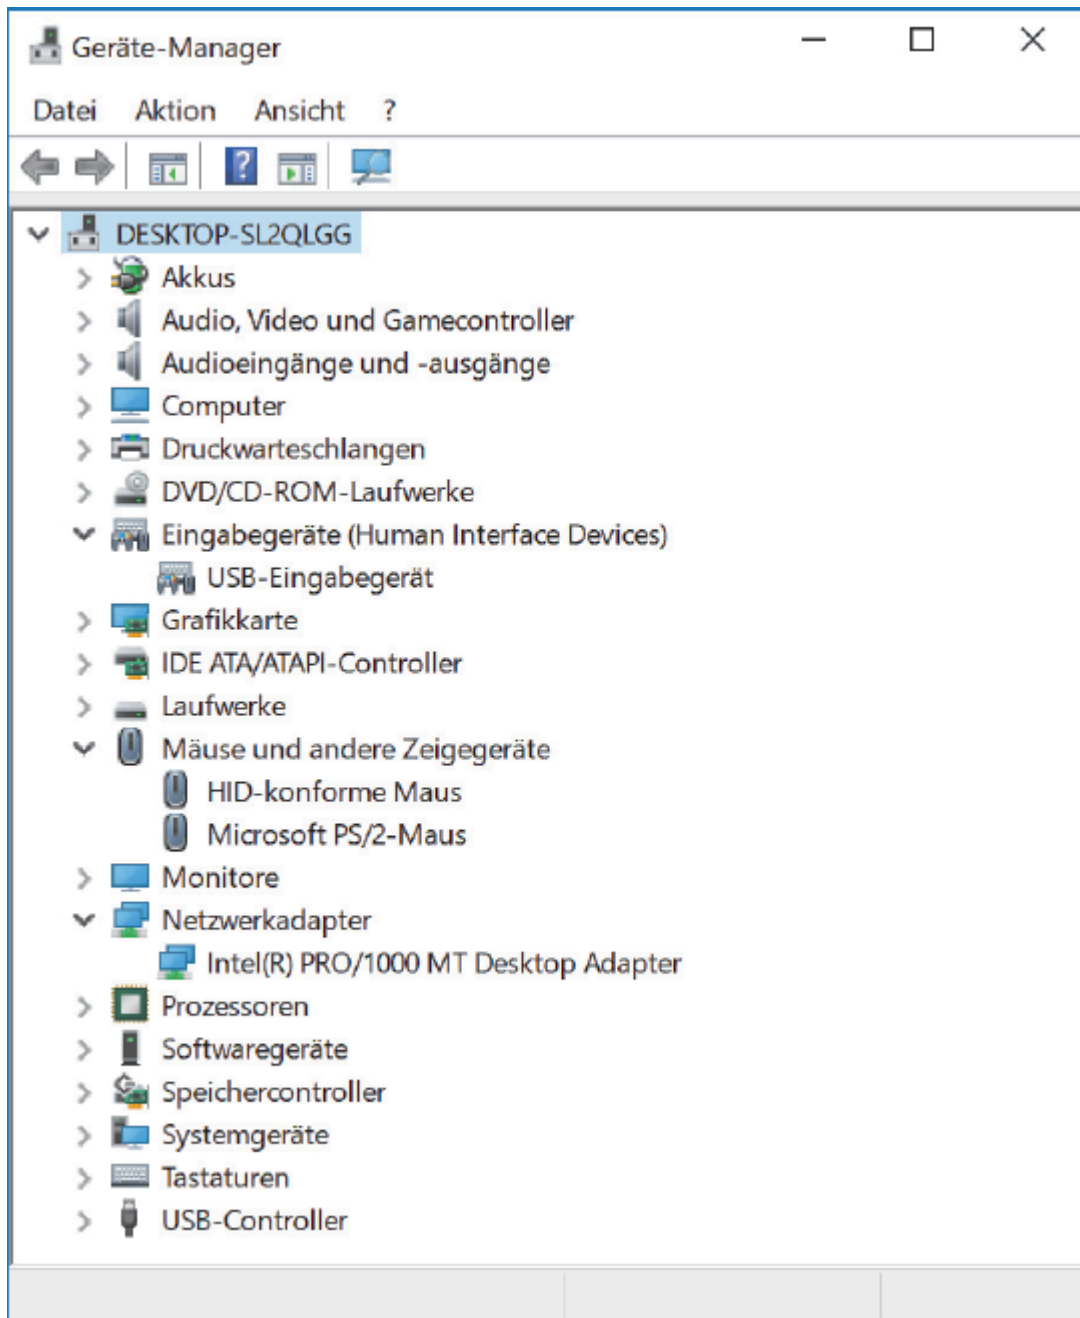 Geräte-Manager
Datei Aktion Ansicht ?
DESKTOP-SL2QLGG
Akkus
Audio, Video und Gamecontroller
Audioeingänge und -ausgänge
Computer
Druckwarteschlangen
DVD/CD-ROM-Laufwerke
Eingabegeräte (Human Interface Devices)
USB-Eingabegerät
Grafikkarte
IDE ATA/ATAPI-Controller
Laufwerke
Mäuse und andere Zeigegeräte
HID-konforme Maus
Microsoft PS/2-Maus
Monitore
Netzwerkadapter
Intel(R) PRO/1000 MT Desktop Adapter
Prozessoren
Softwaregeräte
Speichercontroller
Systemgeräte
Tastaturen
USB-Controller